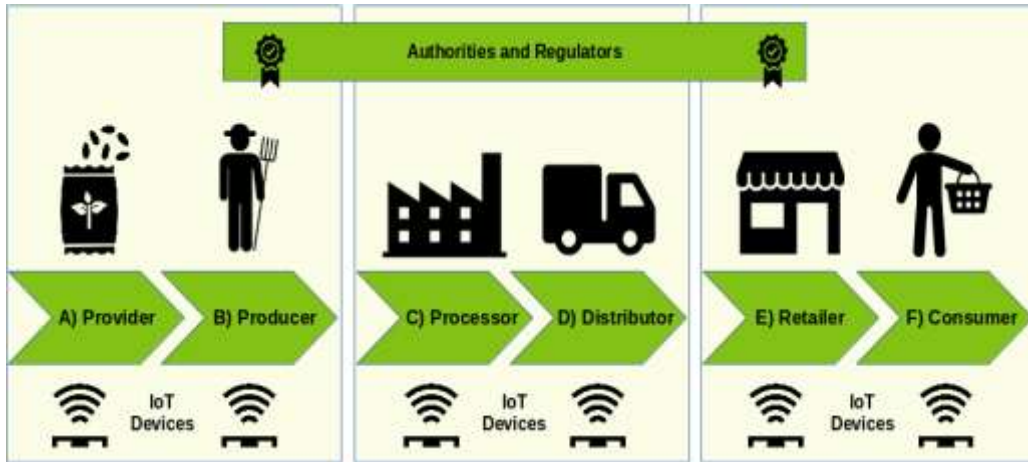 Authorities and Regulators
A) Provider
B) Producer
C) Processor
D) Distributor
E) Retailer
F) Consumer
IoT
Devices
IoT
Devices
IoT
Devices